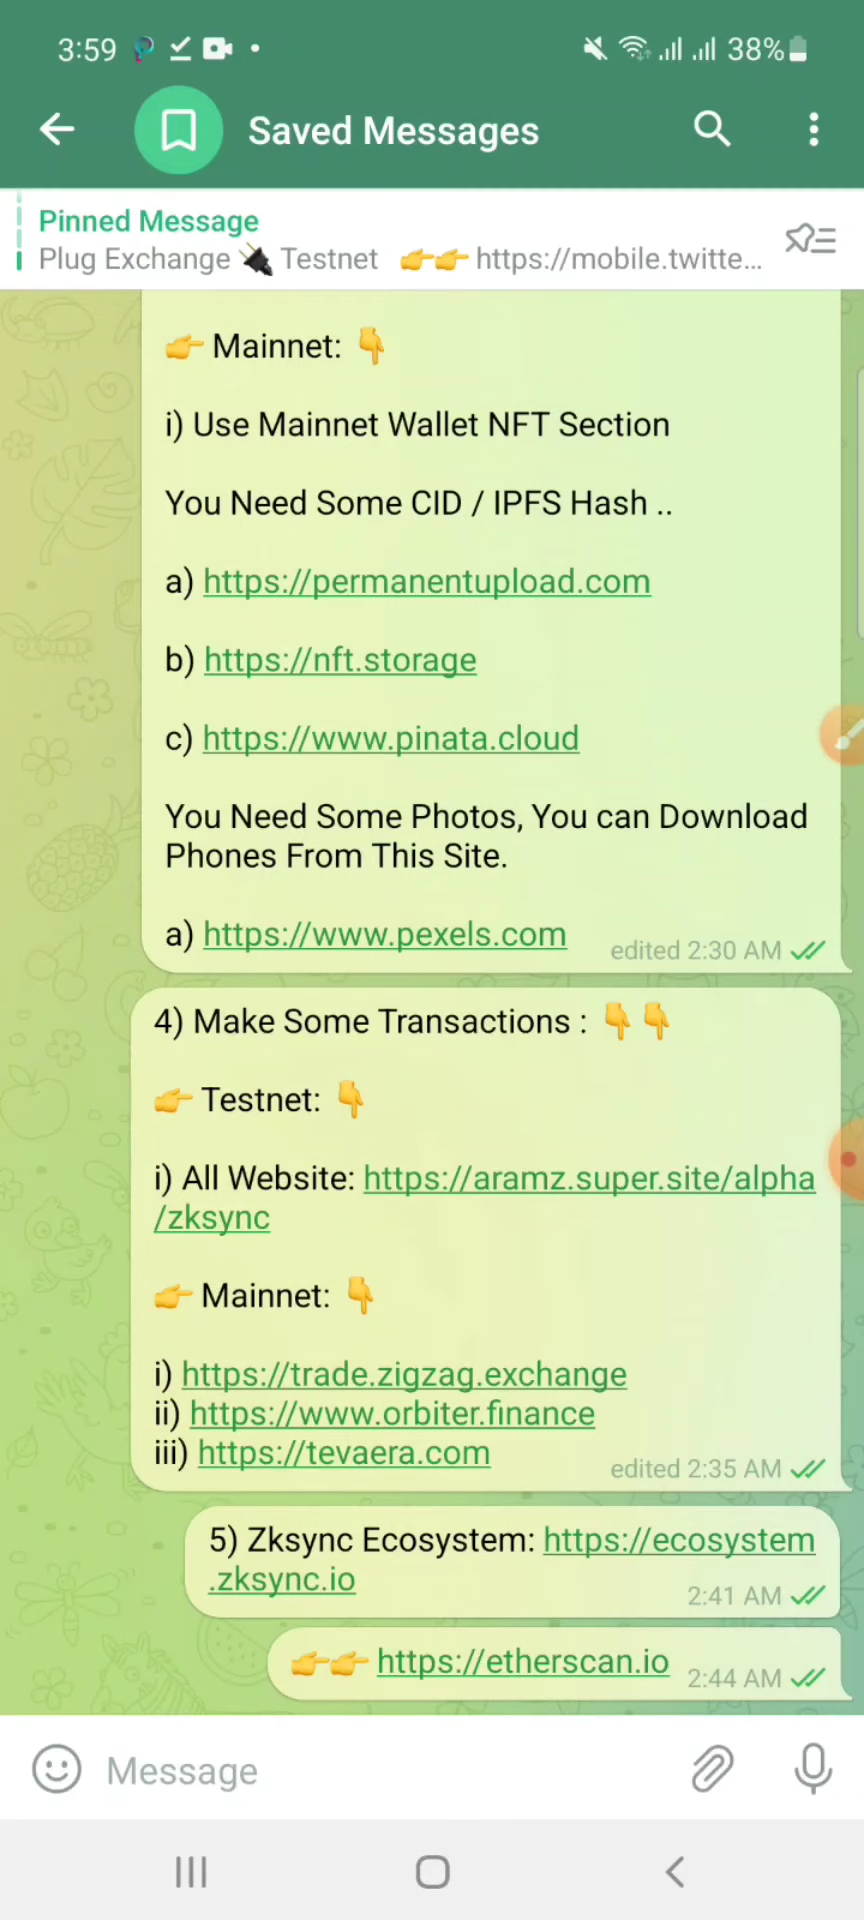 3:59
38%
Saved Messages
Pinned Message
Plug Exchange 🔌 Testnet 👉👉 https://mobile.twitte...
👉 Mainnet: 👇
i) Use Mainnet Wallet NFT Section
You Need Some CID / IPFS Hash ..
a) https://permanentupload.com
b) https://nft.storage
c) https://www.pinata.cloud
You Need Some Photos, You can Download
Phones From This Site.
a) https://www.pexels.com
edited 2:30 AM
4) Make Some Transactions : 👇👇
👉 Testnet: 👇
i) All Website: https://aramz.super.site/alpha
/zksync
👉 Mainnet: 👇
i) https://trade.zigzag.exchange
ii) https://www.orbiter.finance
iii) https://tevaera.com
edited 2:35 AM
5) Zksync Ecosystem: https://ecosystem
.zksync.io
2:41 AM
👉👉 https://etherscan.io
2:44 AM
Message